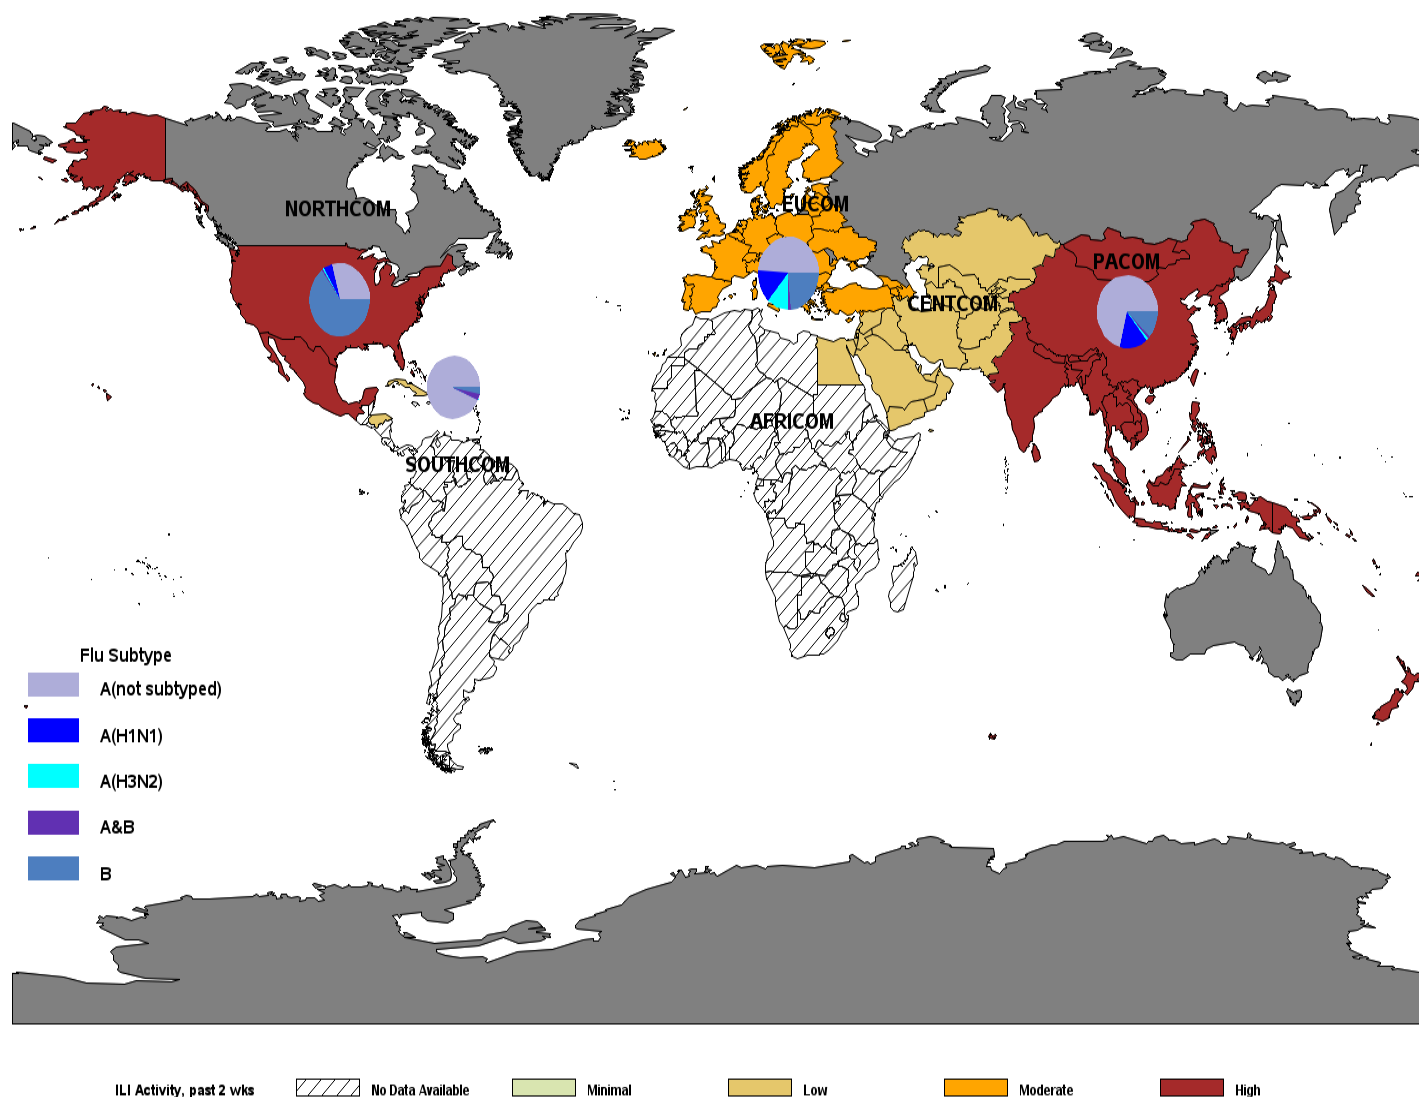 NORTHCOM
EUCOM
PACOM
CENTCOM
AFRICOM
SOUTHCOM
Flu Subtype
A(not subtyped)
A(H1N1)
A(H3N2)
A&B
B
ILI Activity, past 2 wks No Data Available Minimal Low Moderate High